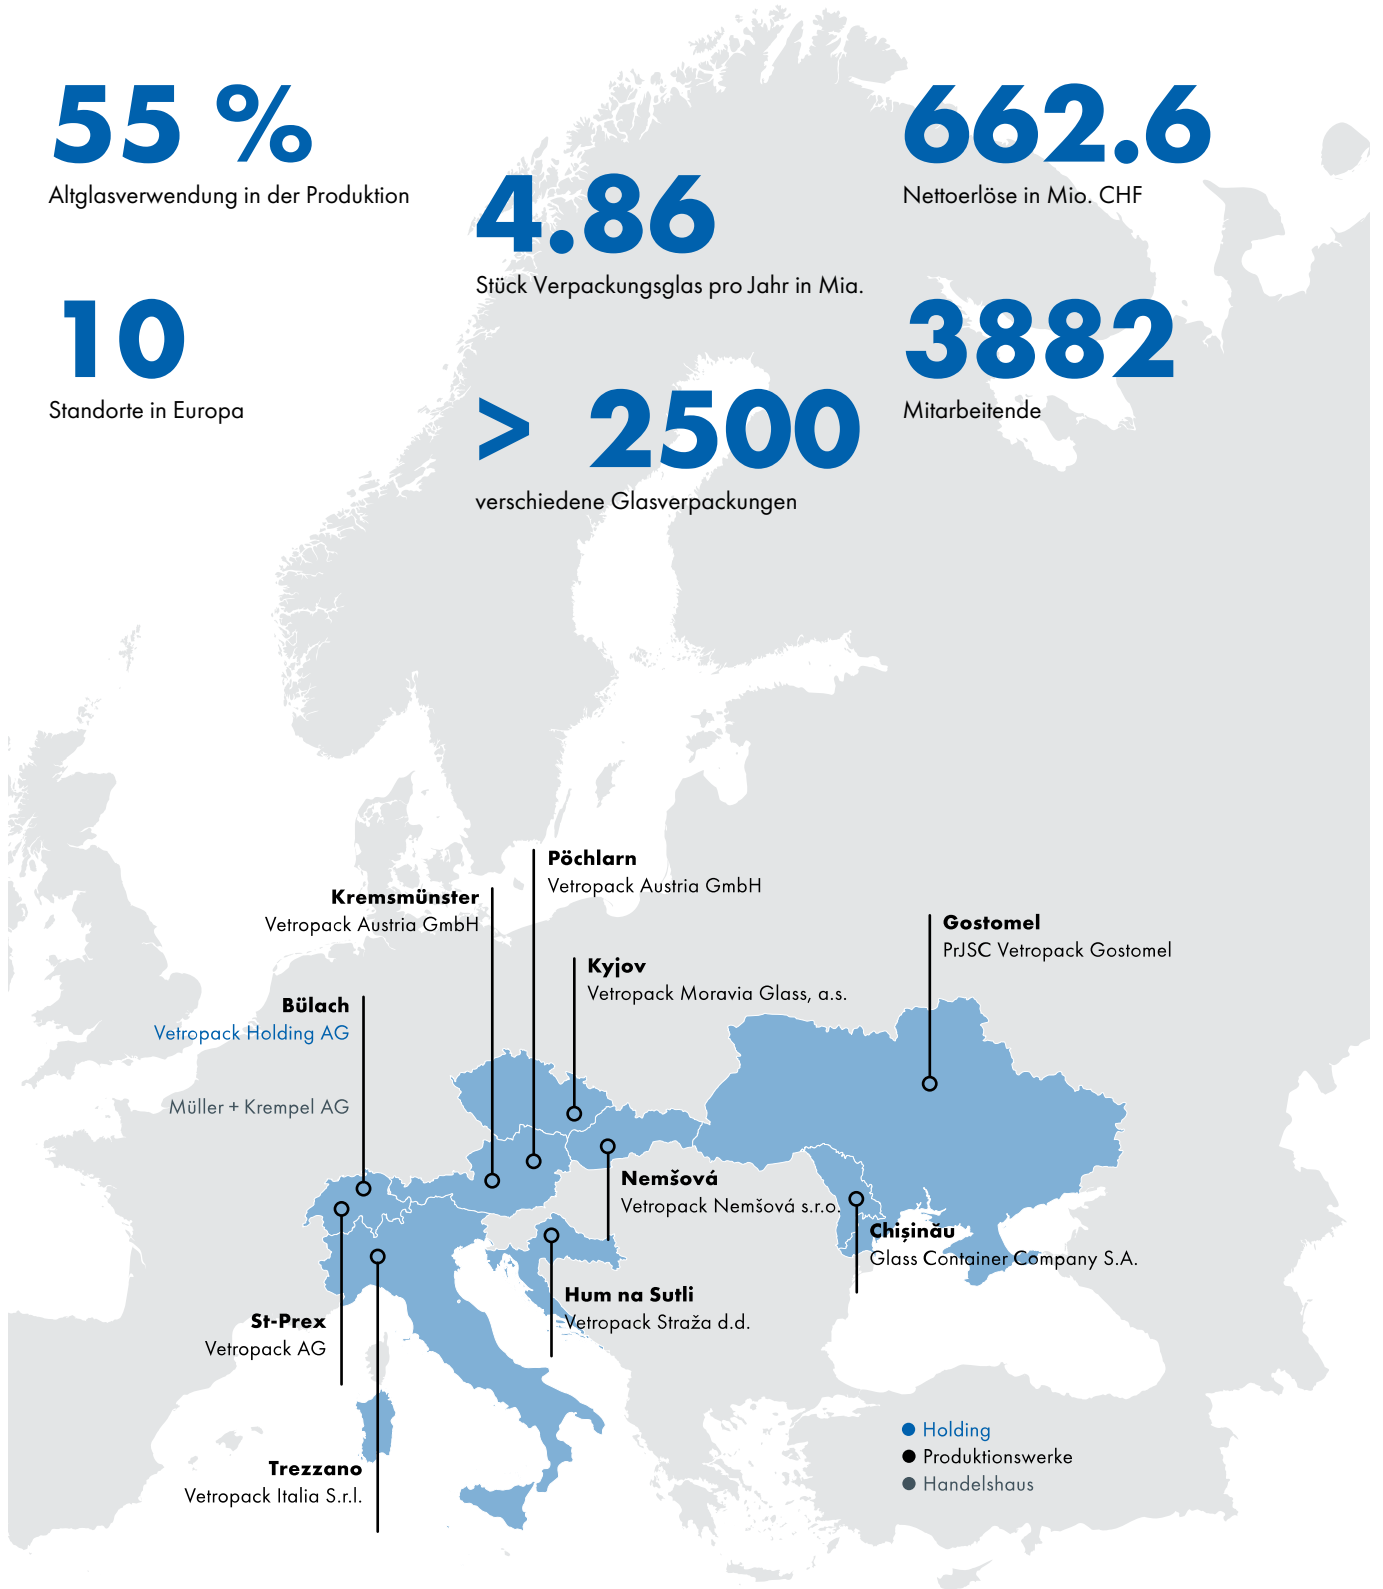 55 %
Altglasverwendung in der Produktion
4.86
Stück Verpackungsglas pro Jahr in Mia.
662.6
Nettoerlöse in Mio. CHF
10
Standorte in Europa
> 2500
verschiedene Glasverpackungen
3882
Mitarbeitende
Pöchlarn
Vetropack Austria GmbH
Kremsmünster
Vetropack Austria GmbH
Gostomel
PrJSC Vetropack Gostomel
Kyjov
Vetropack Moravia Glass, a.s.
Bülach
Vetropack Holding AG
Müller + Krempel AG
Nemšová
Vetropack Nemšová s.r.o.
Chișinău
Glass Container Company S.A.
Hum na Sutli
Vetropack Straža d.d.
St-Prex
Vetropack AG
Trezzano
Vetropack Italia S.r.l.
Holding
Produktionswerke
Handelshaus